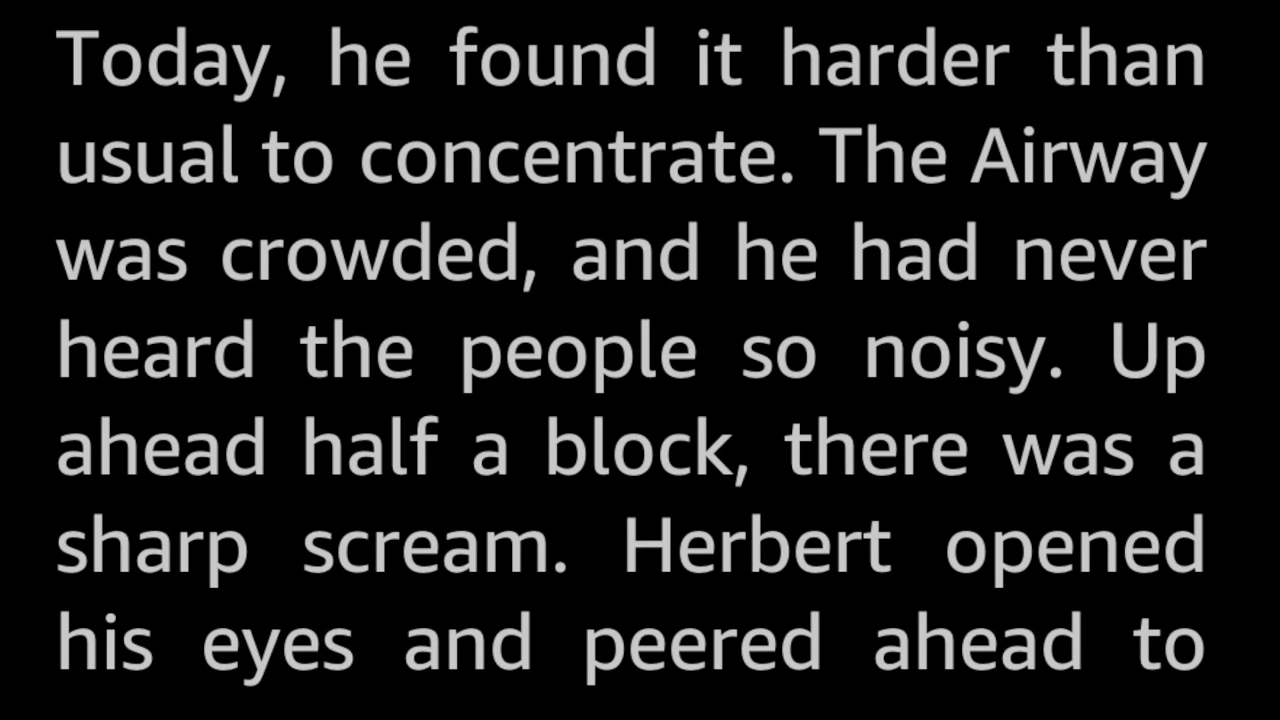 Today, he found it harder than
usual to concentrate. The Airway
was crowded, and he had never
heard the people so noisy. Up
ahead half a block, there was a
sharp scream. Herbert opened
his eyes and peered ahead to